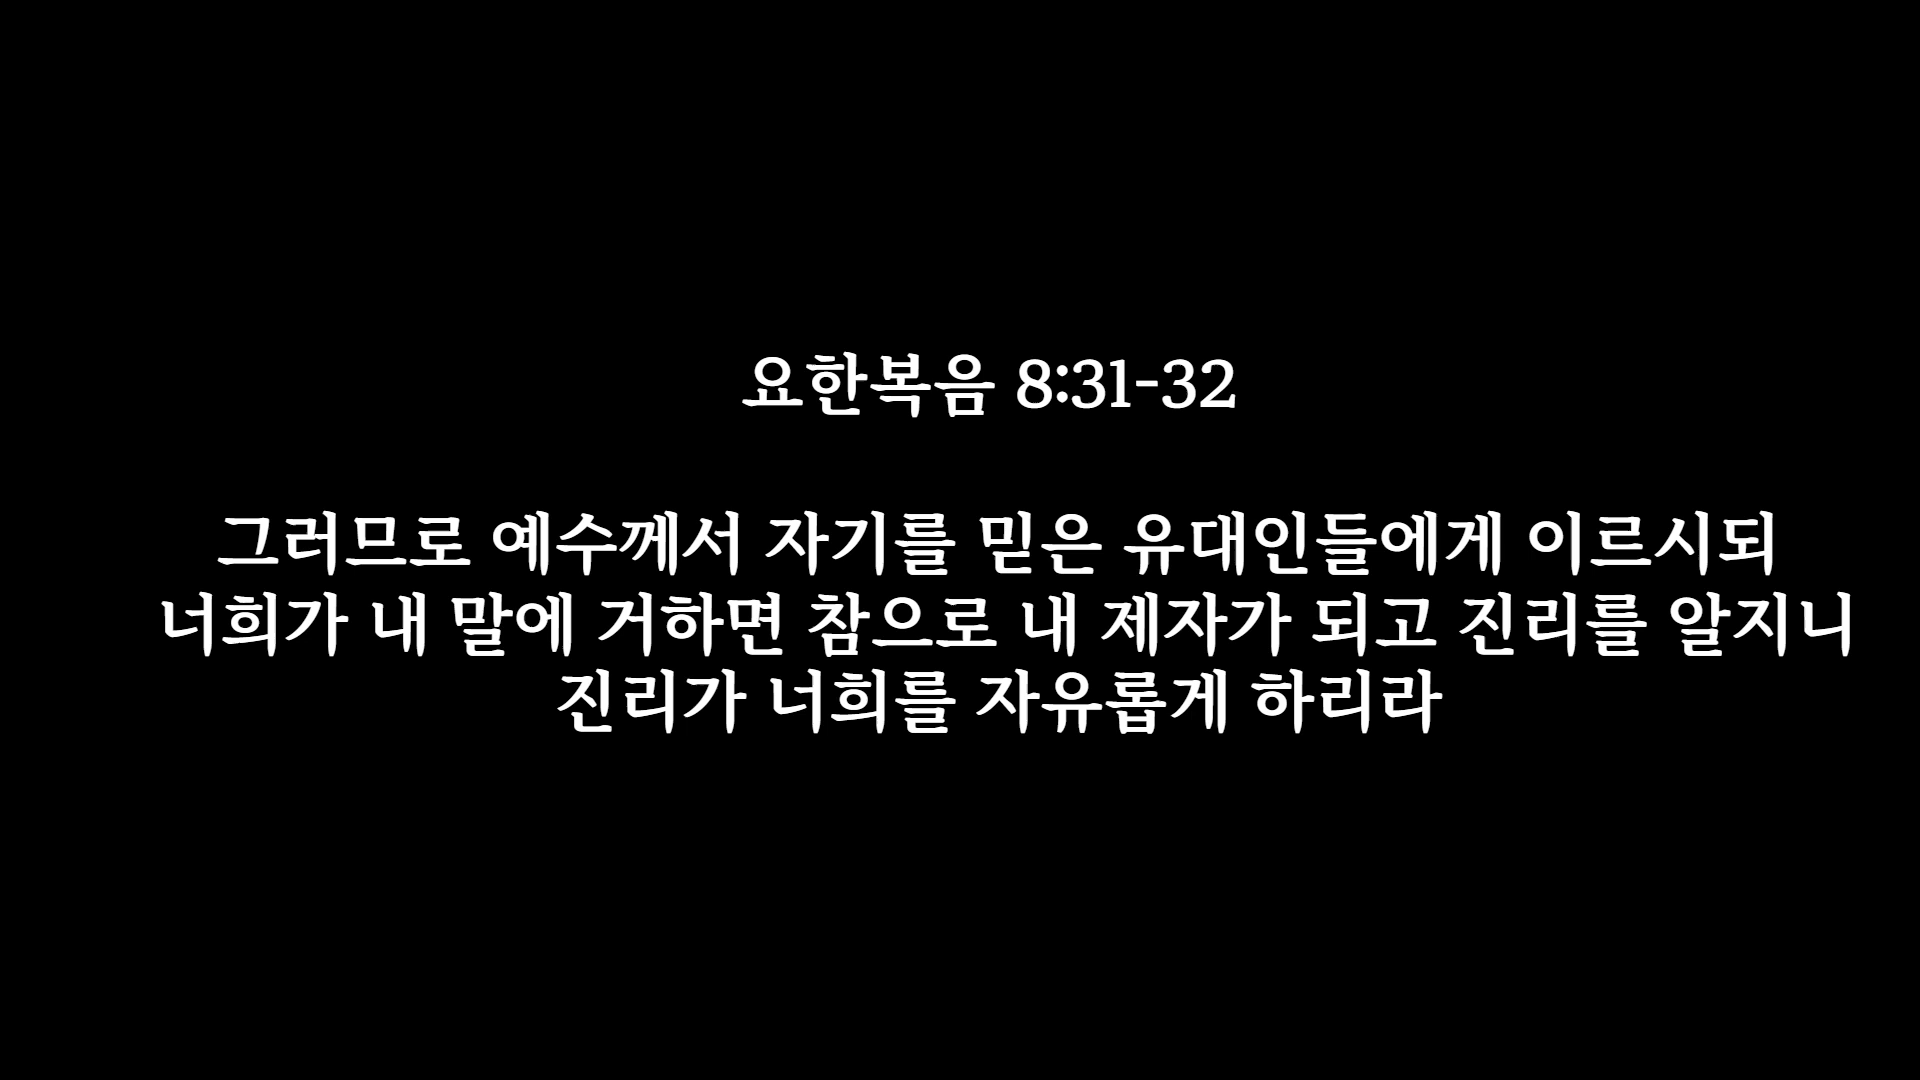 요한복음 8:31-32
그러므로 예수께서 자기를 믿은 유대인들에게 이르시되
너희가 내 말에 거하면 참으로 내 제자가 되고 진리를 알지니
진리가 너희를 자유롭게 하리라